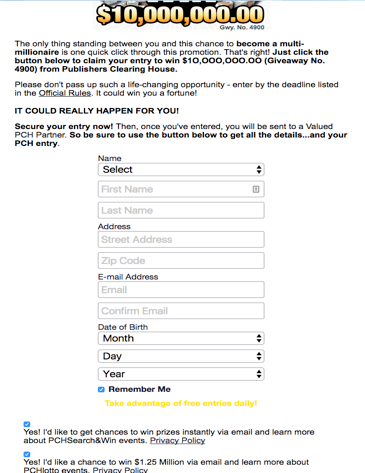 $10,000,000.00
Gwy. No. 4900
The only thing standing between you and this chance to become a multi-
millionaire is one quick click through this promotion. That's right! Just click the
button below to claim your entry to win $1O,OOO,OOO.OO (Giveaway No.
4900) from Publishers Clearing House.
Please don't pass up such a life-changing opportunity - enter by the deadline listed
in the Official Rules. It could win you a fortune!
IT COULD REALLY HAPPEN FOR YOU!
Secure your entry now! Then, once you've entered, you will be sent to a Valued
PCH Partner. So be sure to use the button below to get all the details...and your
PCH entry.
Name
Select
First Name
Last Name
Address
Street Address
Zip Code
E-mail Address
Email
Confirm Email
Date of Birth
Month
Day
Year
Remember Me
Take advantage of free entries daily!
Yes! I'd like to get chances to win prizes instantly via email and learn more
about PCHSearch&Win events. Privacy Policy
Yes! I'd like a chance to win $1.25 Million via email and learn more about
PCHlotto events. Privacy Policy